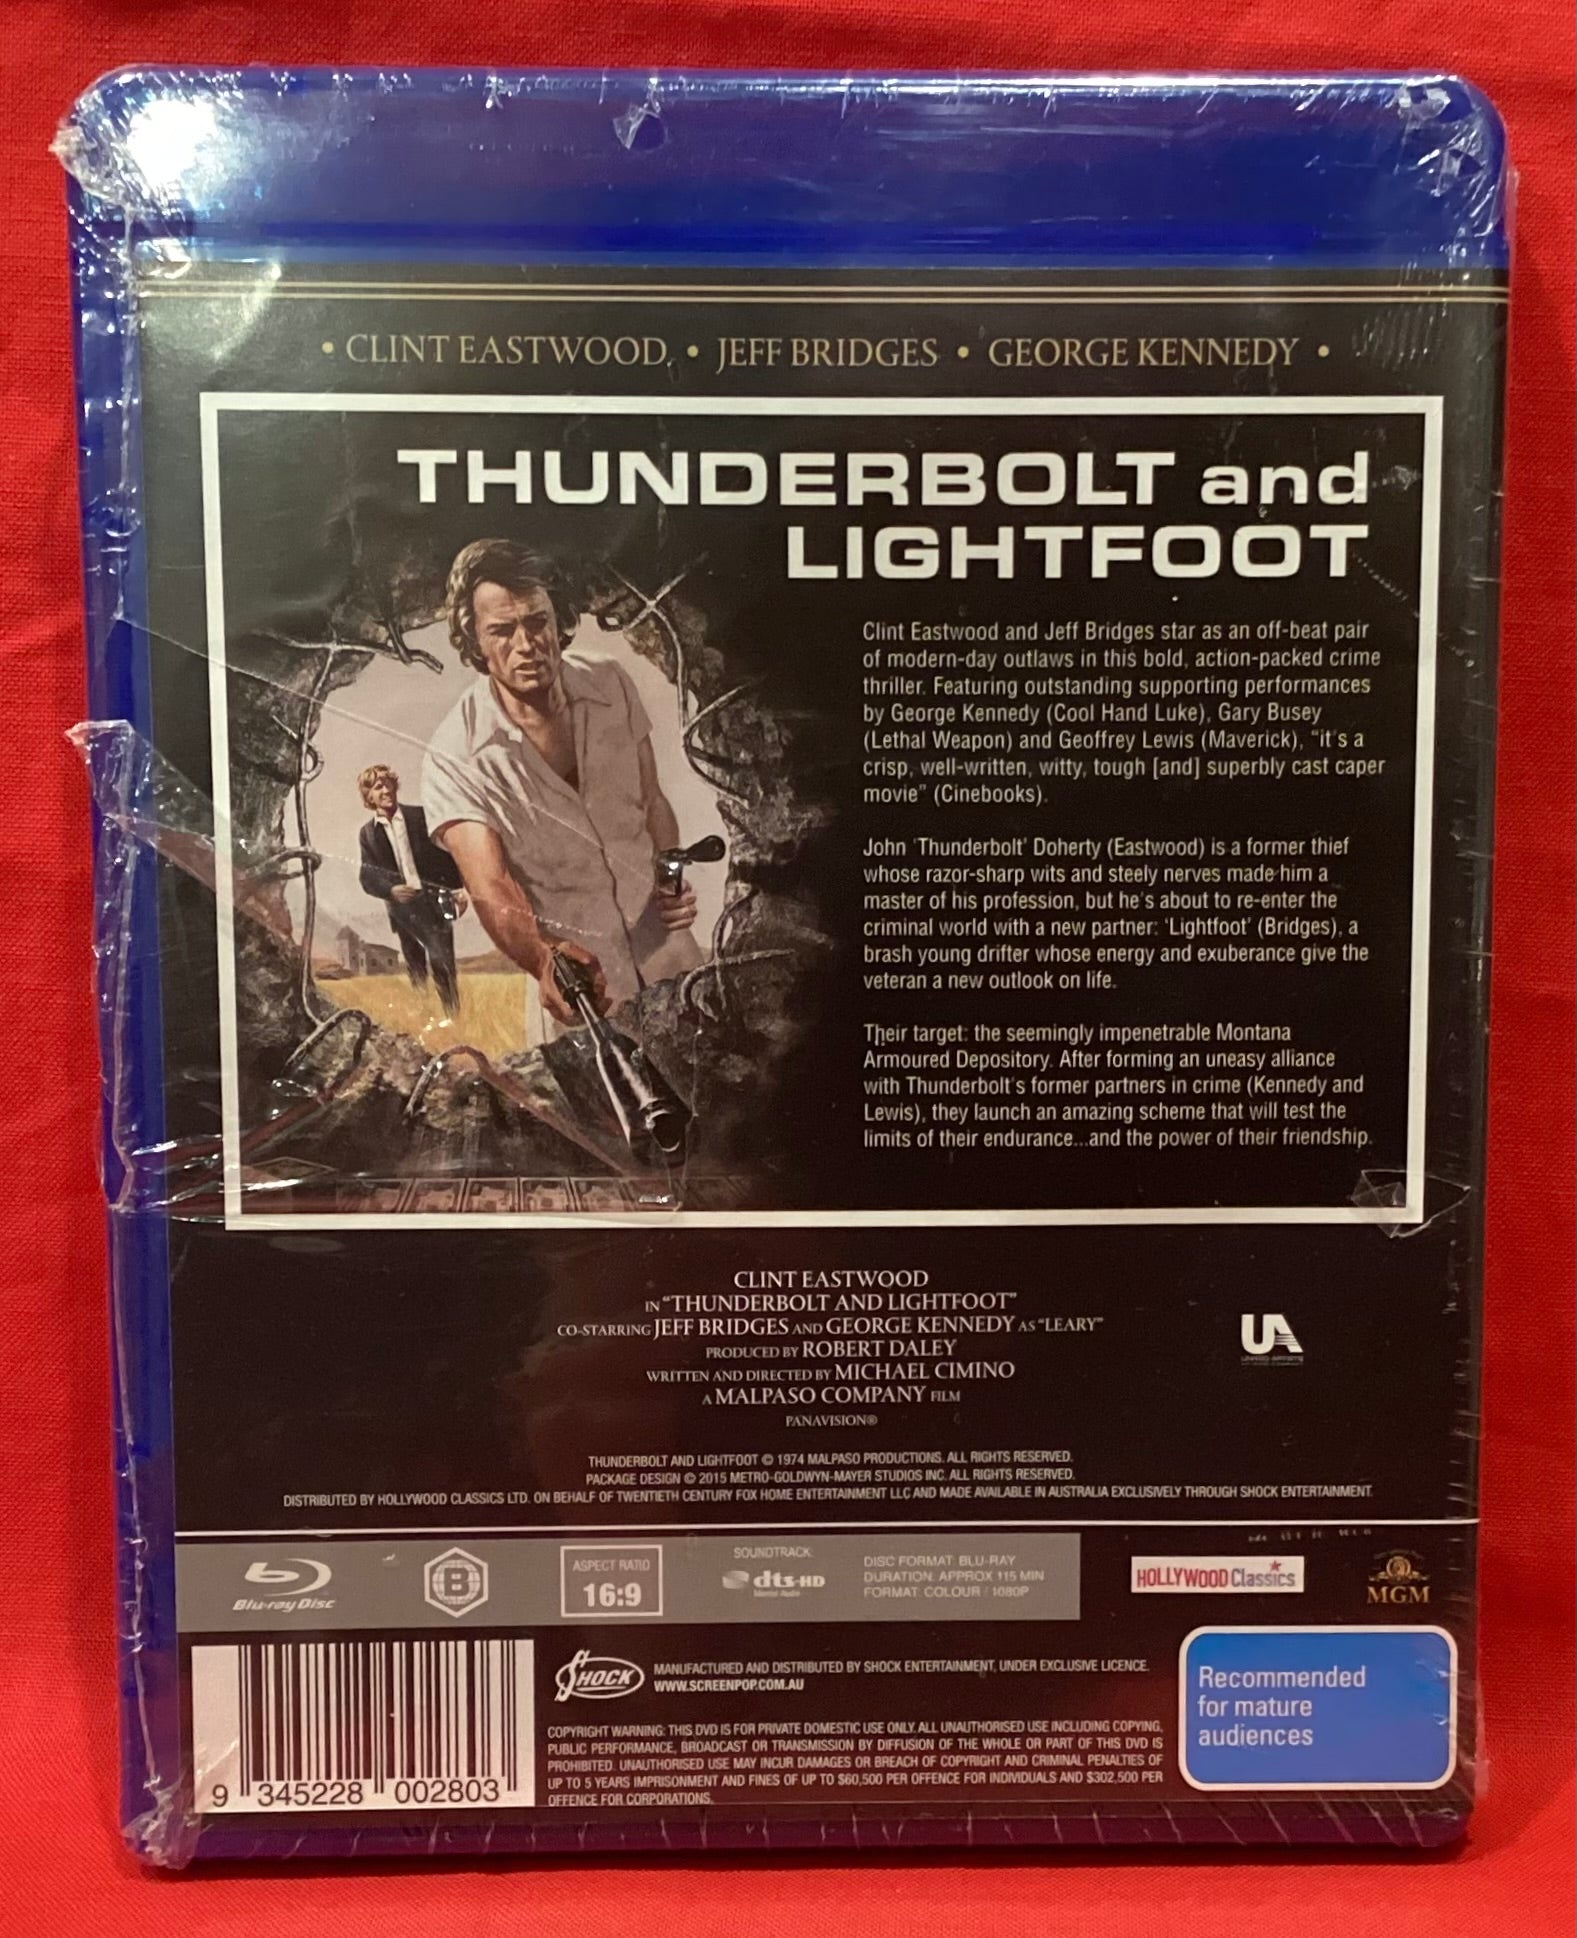 • CLINT EASTWOOD • JEFF BRIDGES • GEORGE KENNEDY •
THUNDERBOLT and
LIGHTFOOT
Clint Eastwood and Jeff Bridges star as an off-beat pair
of modern-day outlaws in this bold, action-packed crime
thriller. Featuring outstanding supporting performances
by George Kennedy (Cool Hand Luke), Gary Busey
(Lethal Weapon) and Geoffrey Lewis (Maverick), "it's a
crisp, well-written, witty, tough [and] superbly cast caper
movie" (Cinebooks).
John 'Thunderbolt' Doherty (Eastwood) is a former thief
whose razor-sharp wits and steely nerves made him a
master of his profession, but he's about to re-enter the
criminal world with a new partner: 'Lightfoot' (Bridges), a
brash young drifter whose energy and exuberance give the
veteran a new outlook on life.
Their target: the seemingly impenetrable Montana
Armoured Depository. After forming an uneasy alliance
with Thunderbolt's former partners in crime (Kennedy and
Lewis), they launch an amazing scheme that will test the
limits of their endurance...and the power of their friendship.
CLINT EASTWOOD
IN "THUNDERBOLT AND LIGHTFOOT"
CO-STARRING JEFF BRIDGES AND GEORGE KENNEDY AS "LEARY"
PRODUCED BY ROBERT DALEY
WRITTEN AND DIRECTED BY MICHAEL CIMINO
A MALPASO COMPANY FILM
PANAVISION®
UA
UNITED ARTISTS
THUNDERBOLT AND LIGHTFOOT © 1974 MALPASO PRODUCTIONS. ALL RIGHTS RESERVED.
PACKAGE DESIGN © 2015 METRO-GOLDWYN-MAYER STUDIOS INC. ALL RIGHTS RESERVED.
DISTRIBUTED BY HOLLYWOOD CLASSICS LTD. ON BEHALF OF TWENTIETH CENTURY FOX HOME ENTERTAINMENT LLC AND MADE AVAILABLE IN AUSTRALIA EXCLUSIVELY THROUGH SHOCK ENTERTAINMENT.
Blu-ray Disc
B
ASPECT RATIO
16:9
SOUNDTRACK
dts-HD
Master Audio
DISC FORMAT: BLU-RAY
DURATION: APPROX 115 MIN
FORMAT: COLOUR / 1080P
HOLLYWOOD Classics
MGM
9 345228 002803
SHOCK
MANUFACTURED AND DISTRIBUTED BY SHOCK ENTERTAINMENT, UNDER EXCLUSIVE LICENCE.
WWW.SCREENPOP.COM.AU
COPYRIGHT WARNING: THIS DVD IS FOR PRIVATE DOMESTIC USE ONLY. ALL UNAUTHORISED USE INCLUDING COPYING,
PUBLIC PERFORMANCE, BROADCAST OR TRANSMISSION BY DIFFUSION OF THE WHOLE OR PART OF THIS DVD IS
PROHIBITED. UNAUTHORISED USE MAY INCUR DAMAGES OR BREACH OF COPYRIGHT AND CRIMINAL PENALTIES OF
UP TO 5 YEARS IMPRISONMENT AND FINES OF UP TO $60,500 PER OFFENCE FOR INDIVIDUALS AND $302,500 PER
OFFENCE FOR CORPORATIONS.
Recommended
for mature
audiences